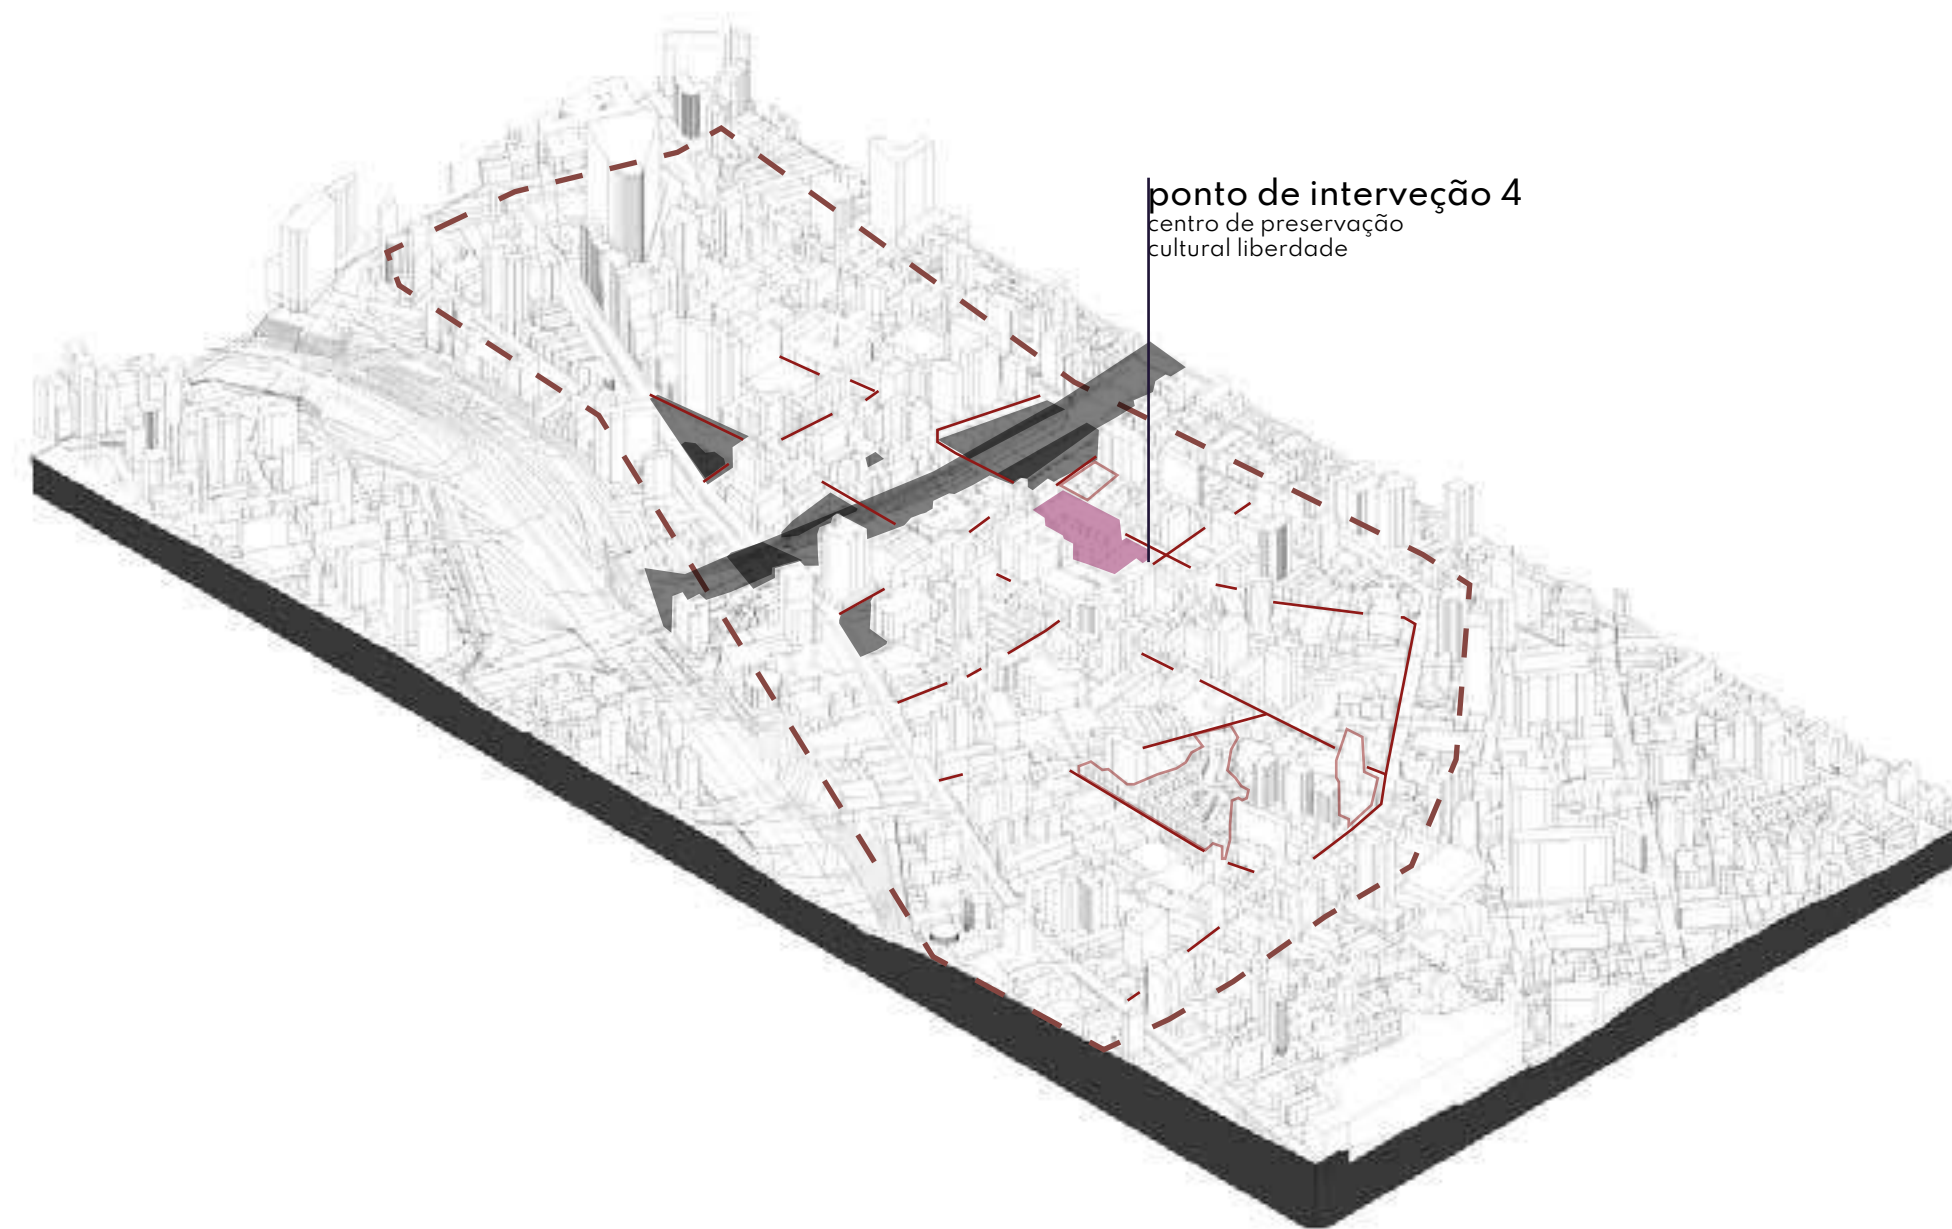 ponto de interveção 4
centro de preservação
cultural liberdade